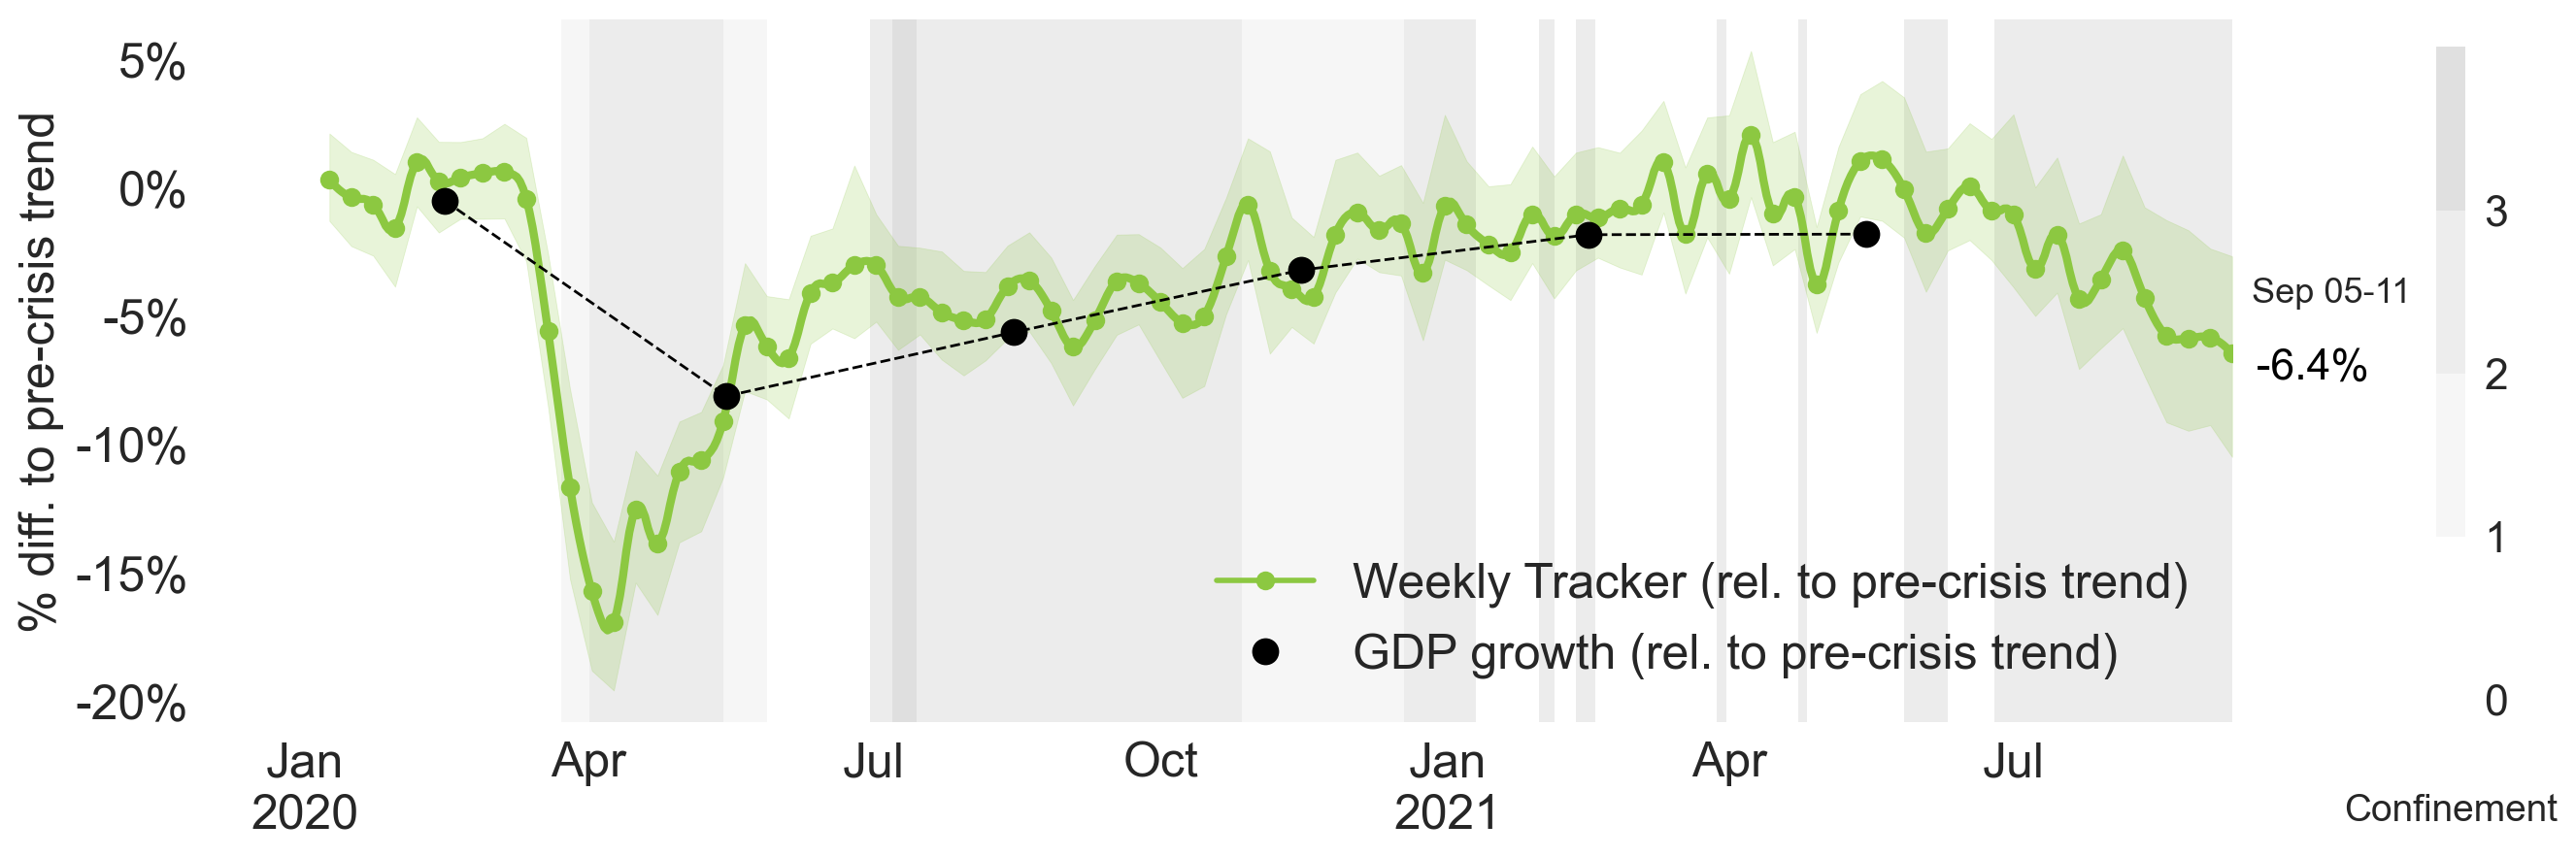 % diff. to pre-crisis trend
5%
0%
-5%
-10%
-15%
-20%
Jan
2020
Apr
Jul
Oct
Jan
2021
Apr
Jul
Weekly Tracker (rel. to pre-crisis trend)
GDP growth (rel. to pre-crisis trend)
Sep 05-11
-6.4%
3
2
1
0
Confinement